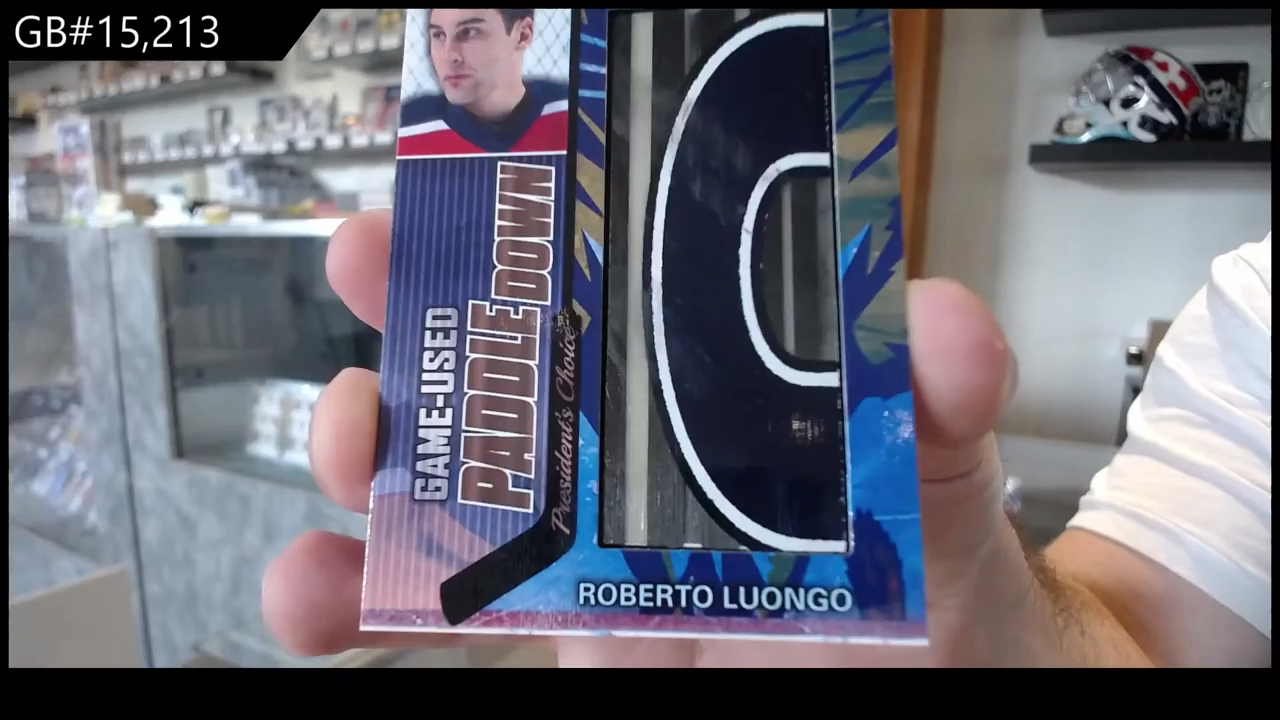 GB#15,213
GAME-USED
PADDLE DOWN
President's Choice
ROBERTO LUONGO